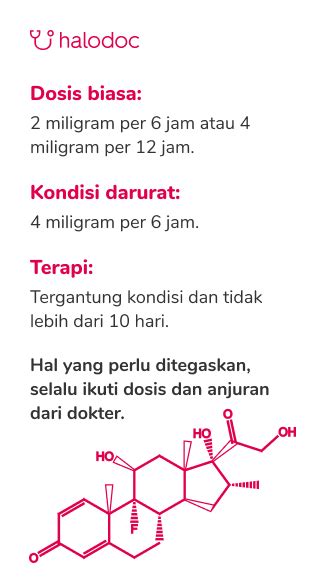 halodoc
Dosis biasa:
2 miligram per 6 jam atau 4
miligram per 12 jam.
Kondisi darurat:
4 miligram per 6 jam.
Terapi:
Tergantung kondisi dan tidak
lebih dari 10 hari.
Hal yang perlu ditegaskan,
selalu ikuti dosis dan anjuran
dari dokter.
O
HO
OH
HO
F
O